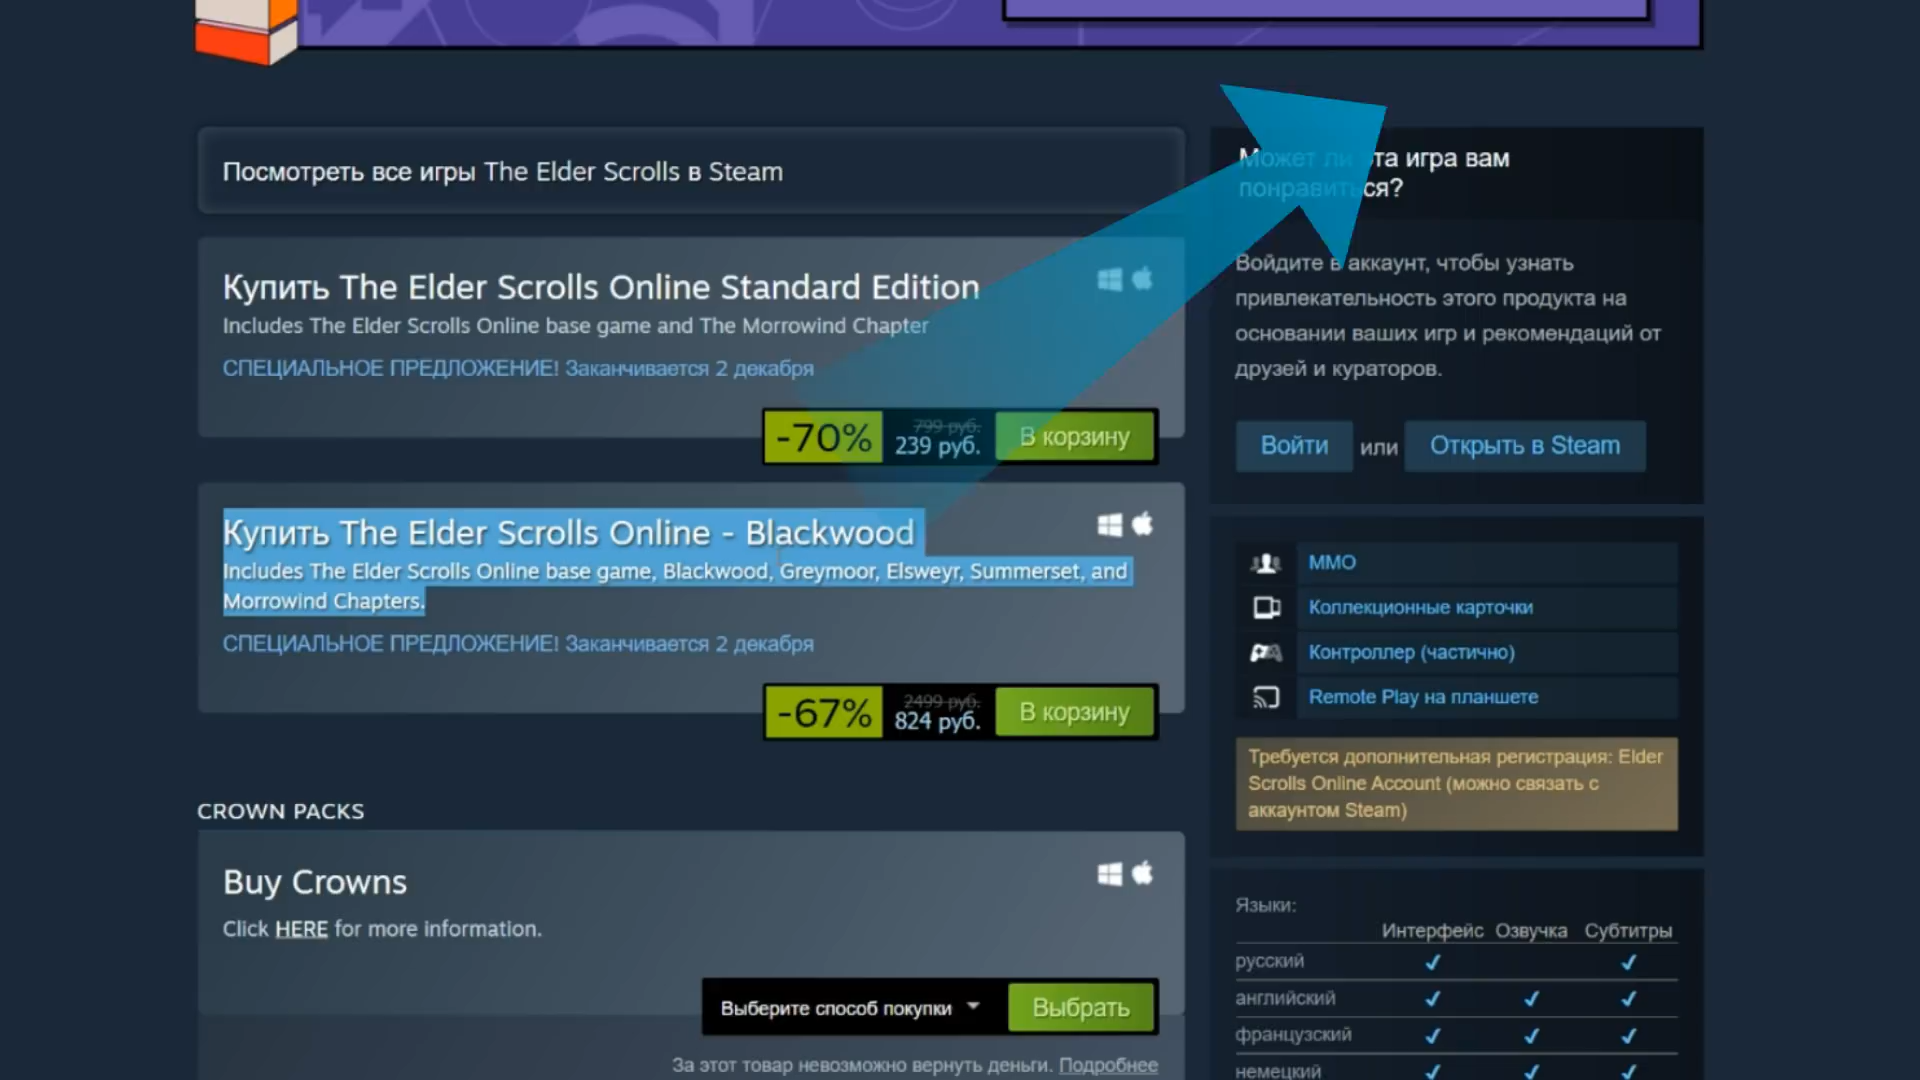 Посмотреть все игры The Elder Scrolls в Steam
Купить The Elder Scrolls Online Standard Edition
Includes The Elder Scrolls Online base game and The Morrowind Chapter
СПЕЦИАЛЬНОЕ ПРЕДЛОЖЕНИЕ! Заканчивается 2 декабря
-70%
799 руб.
239 руб.
В корзину
Купить The Elder Scrolls Online - Blackwood
Includes The Elder Scrolls Online base game, Blackwood, Greymoor, Elsweyr, Summerset, and
Morrowind Chapters.
СПЕЦИАЛЬНОЕ ПРЕДЛОЖЕНИЕ! Заканчивается 2 декабря
-67%
2499 руб.
824 руб.
В корзину
CROWN PACKS
Buy Crowns
Click HERE for more information.
Выберите способ покупки
Выбрать
За этот товар невозможно вернуть деньги. Подробнее
Может ли эта игра вам
понравиться?
Войдите в аккаунт, чтобы узнать
привлекательность этого продукта на
основании ваших игр и рекомендаций от
друзей и кураторов.
Войти или Открыть в Steam
ММО
Коллекционные карточки
Контроллер (частично)
Remote Play на планшете
Требуется дополнительная регистрация: Elder
Scrolls Online Account (можно связать с
аккаунтом Steam)
Языки:
Интерфейс Озвучка Субтитры
русский ✔ ✔
английский ✔ ✔ ✔
французский ✔ ✔ ✔
немецкий ✔ ✔ ✔